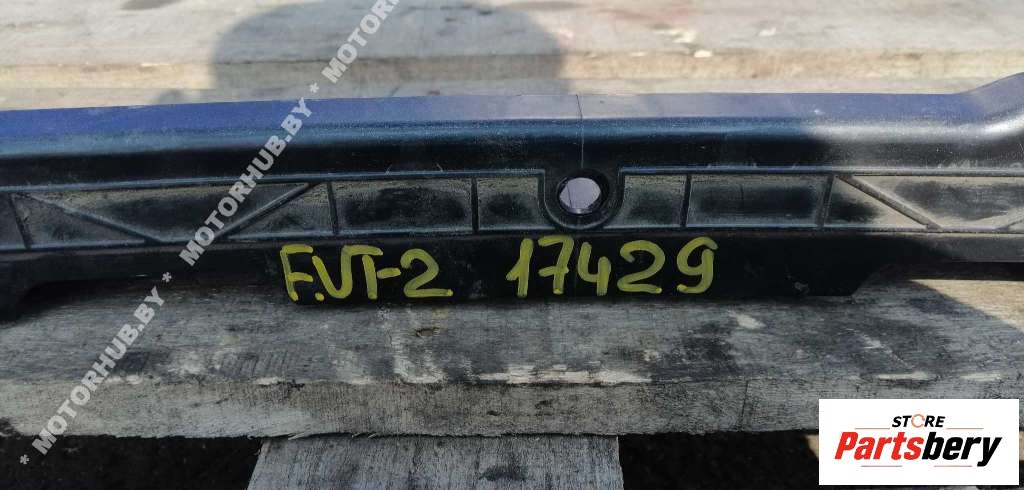 * MOTORHUB.BY * MOTORHUB.BY * MOTORHUB.BY *
F.VT-2 17429
STORE
Partsbery